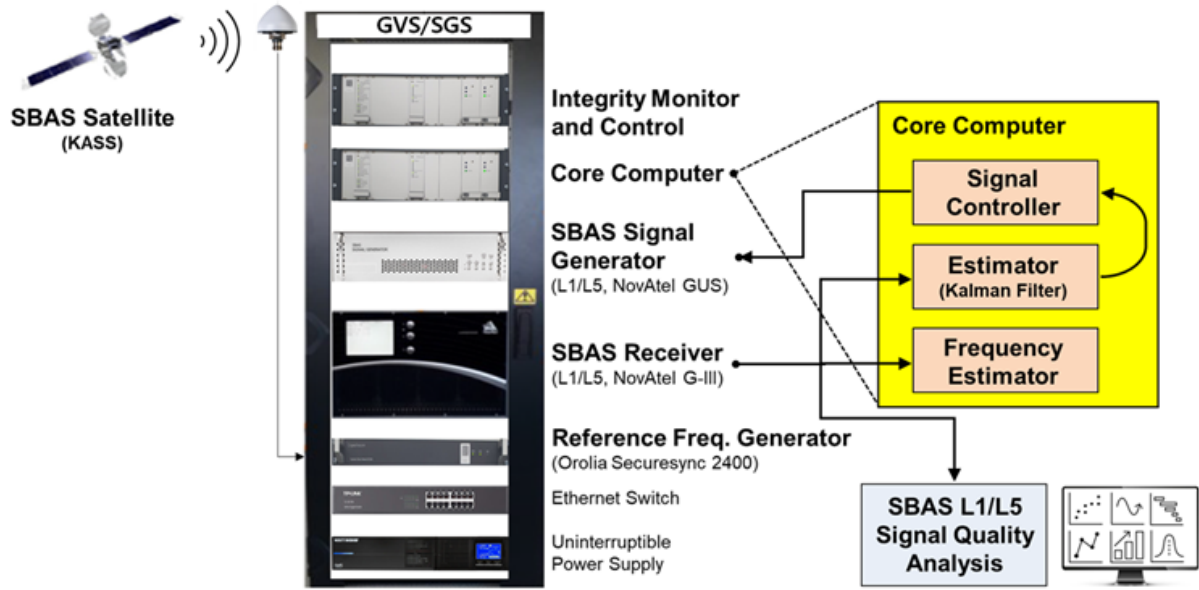 GVS/SGS
SBAS Satellite
(KASS)
Integrity Monitor
and Control
Core Computer
SBAS Signal
Generator
(L1/L5, NovAtel GUS)
SBAS Receiver
(L1/L5, NovAtel G-III)
Reference Freq. Generator
(Orolia Securesync 2400)
Ethernet Switch
Uninterruptible
Power Supply
Core Computer
Signal
Controller
Estimator
(Kalman Filter)
Frequency
Estimator
SBAS L1/L5
Signal Quality
Analysis